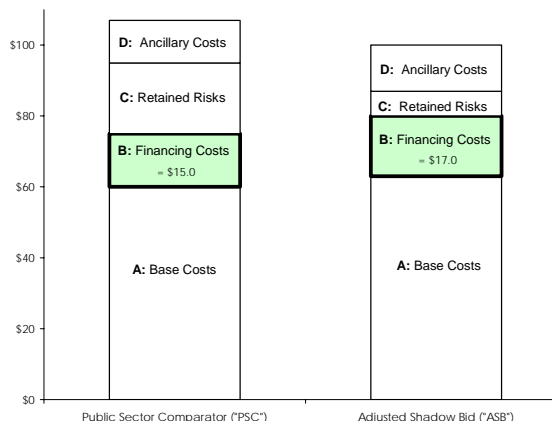 $100
$80
$60
$40
$20
$0
D: Ancillary Costs
C: Retained Risks
B: Financing Costs
= $15.0
A: Base Costs
Public Sector Comparator ("PSC")
D: Ancillary Costs
C: Retained Risks
B: Financing Costs
= $17.0
A: Base Costs
Adjusted Shadow Bid ("ASB")